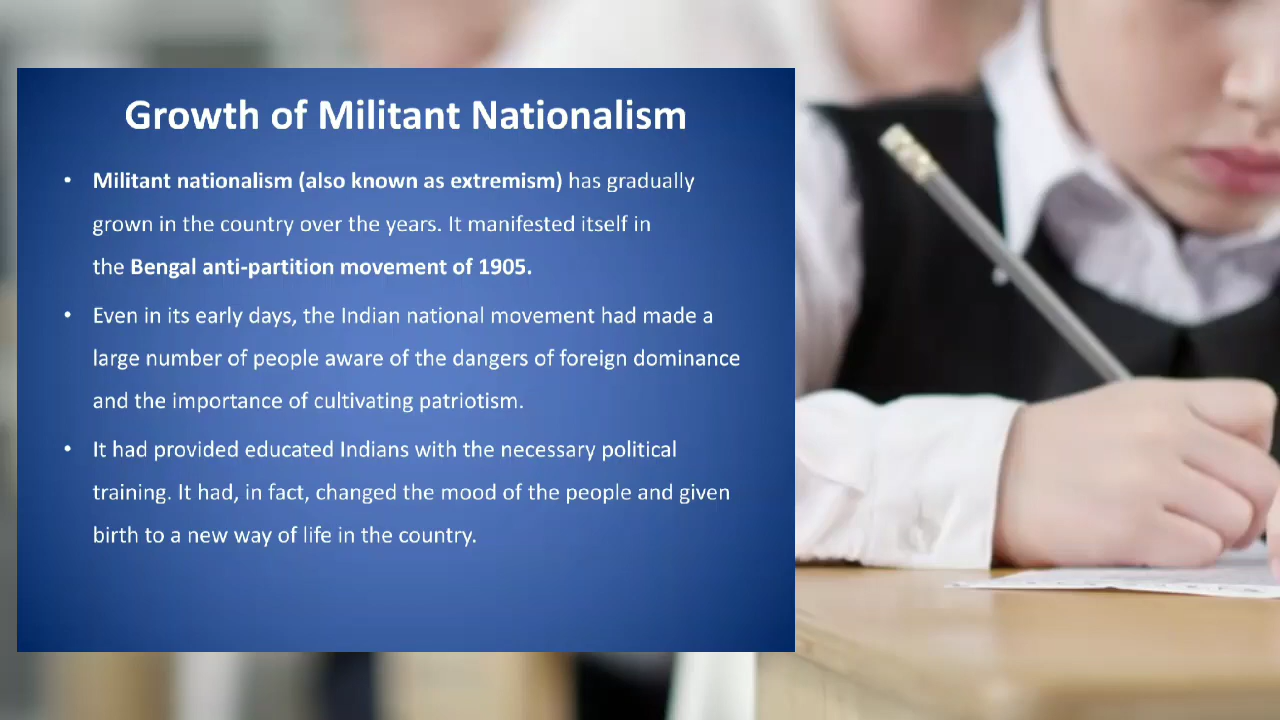 Growth of Militant Nationalism
• Militant nationalism (also known as extremism) has gradually
grown in the country over the years. It manifested itself in
the Bengal anti-partition movement of 1905.
• Even in its early days, the Indian national movement had made a
large number of people aware of the dangers of foreign dominance
and the importance of cultivating patriotism.
• It had provided educated Indians with the necessary political
training. It had, in fact, changed the mood of the people and given
birth to a new way of life in the country.